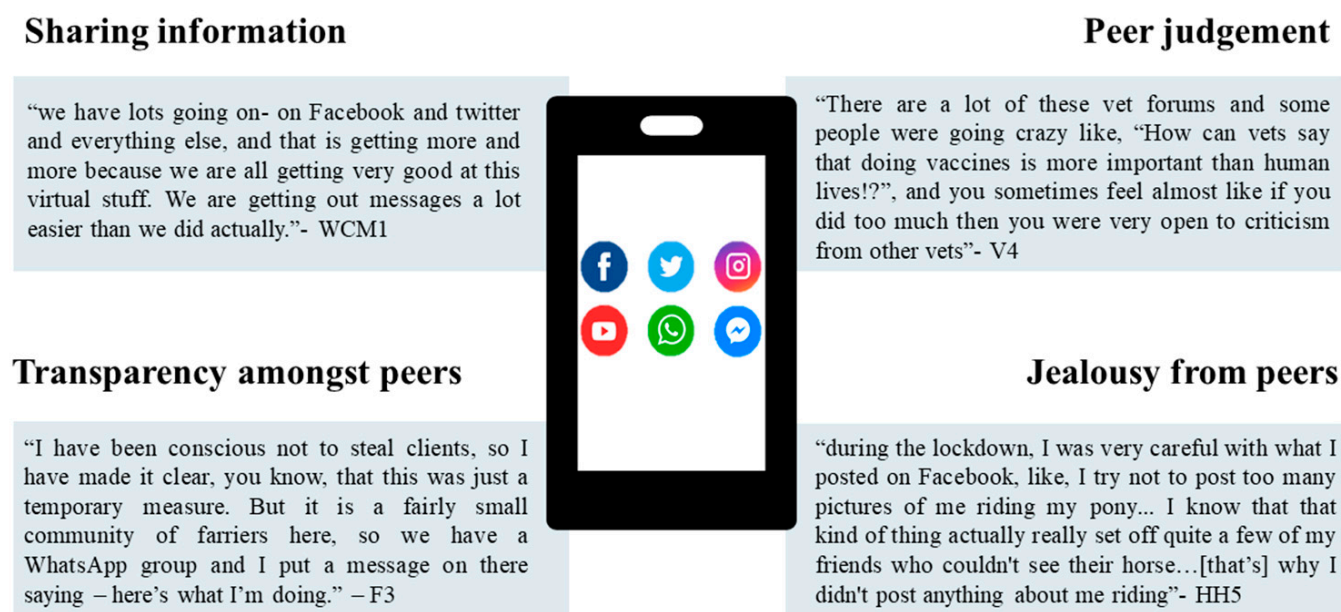 Sharing information
“we have lots going on- on Facebook and twitter
and everything else, and that is getting more and
more because we are all getting very good at this
virtual stuff. We are getting out messages a lot
easier than we did actually.”- WCM1
Peer judgement
“There are a lot of these vet forums and some
people were going crazy like, “How can vets say
that doing vaccines is more important than human
lives!?”, and you sometimes feel almost like if you
did too much then you were very open to criticism
from other vets”- V4
Transparency amongst peers
“I have been conscious not to steal clients, so I
have made it clear, you know, that this was just a
temporary measure. But it is a fairly small
community of farriers here, so we have a
WhatsApp group and I put a message on there
saying – here’s what I’m doing.” – F3
Jealousy from peers
“during the lockdown, I was very careful with what I
posted on Facebook, like, I try not to post too many
pictures of me riding my pony... I know that that
kind of thing actually really set off quite a few of my
friends who couldn't see their horse…[that’s] why I
didn't post anything about me riding”- HH5